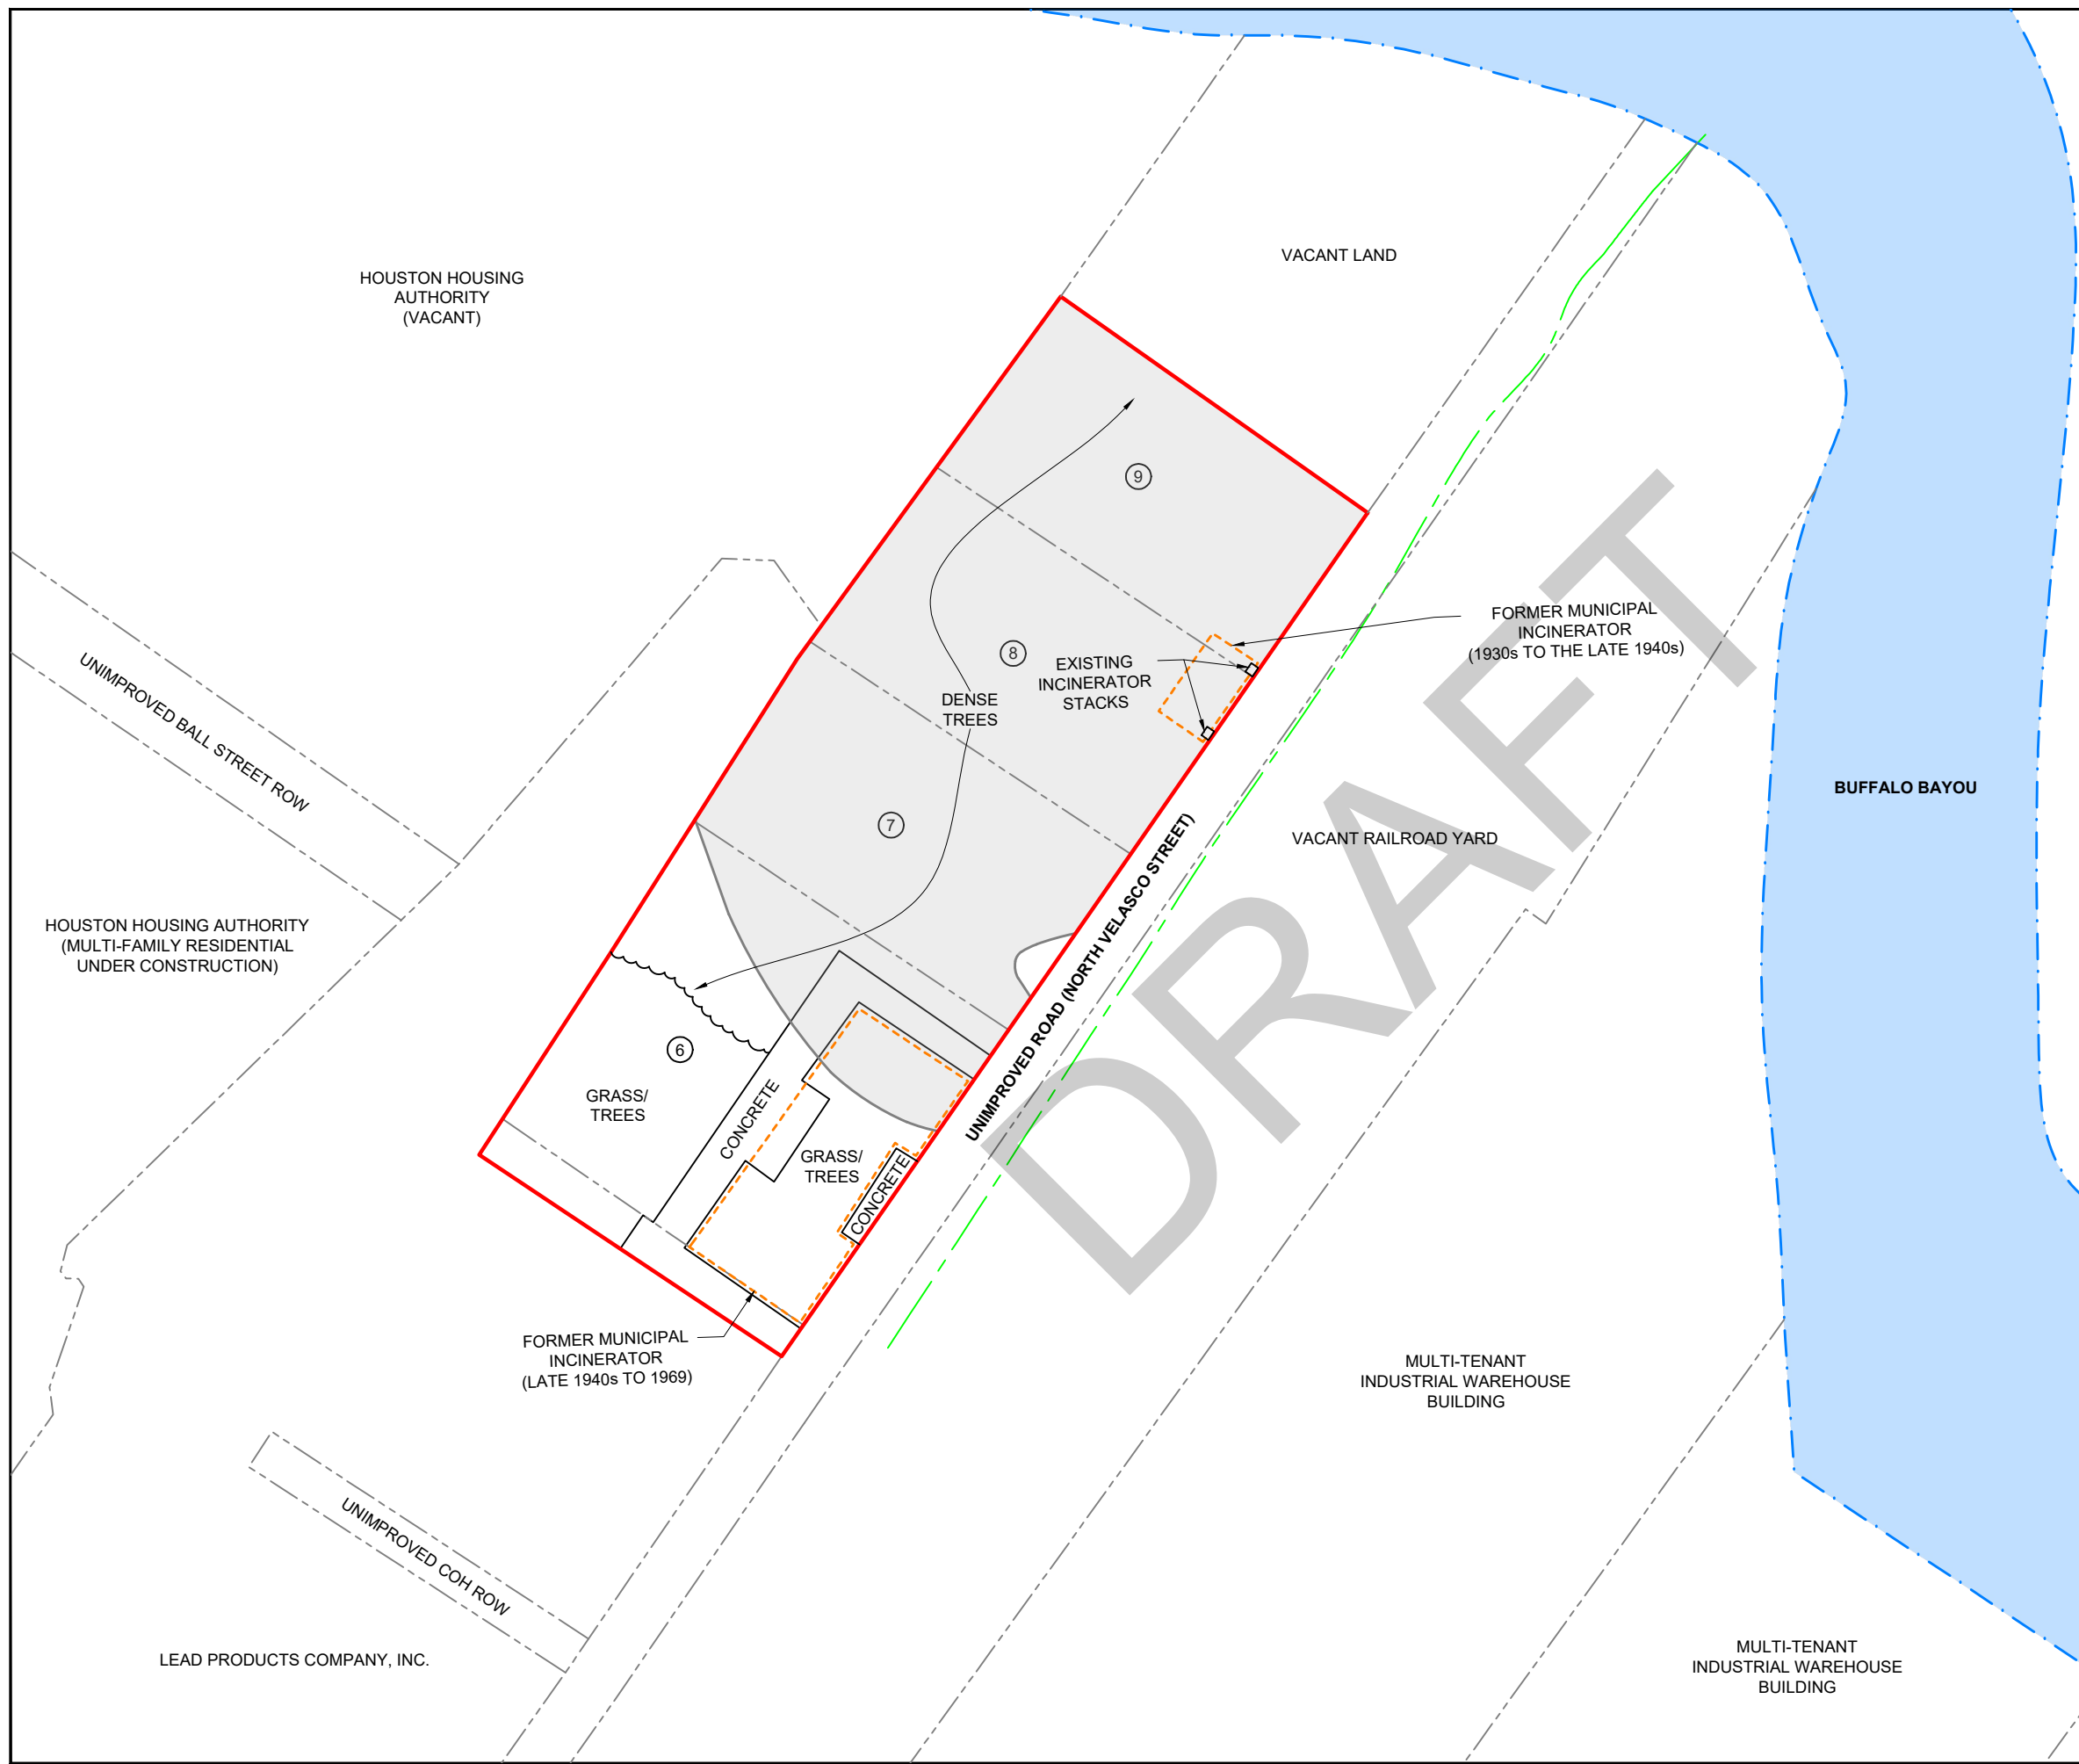 VACANT LAND
HOUSTON HOUSING
AUTHORITY
(VACANT)
9
FORMER MUNICIPAL
INCINERATOR
(1930s TO THE LATE 1940s)
8
EXISTING
INCINERATOR
STACKS
DENSE
TREES
UNIMPROVED BALL STREET ROW
BUFFALO BAYOU
7
VACANT RAILROAD YARD
DRAFT
HOUSTON HOUSING AUTHORITY
(MULTI-FAMILY RESIDENTIAL
UNDER CONSTRUCTION)
UNIMPROVED ROAD (NORTH VELASCO STREET)
6
GRASS/
TREES
CONCRETE
GRASS/
TREES
CONCRETE
FORMER MUNICIPAL
INCINERATOR
(LATE 1940s TO 1969)
MULTI-TENANT
INDUSTRIAL WAREHOUSE
BUILDING
UNIMPROVED COH ROW
LEAD PRODUCTS COMPANY, INC.
MULTI-TENANT
INDUSTRIAL WAREHOUSE
BUILDING